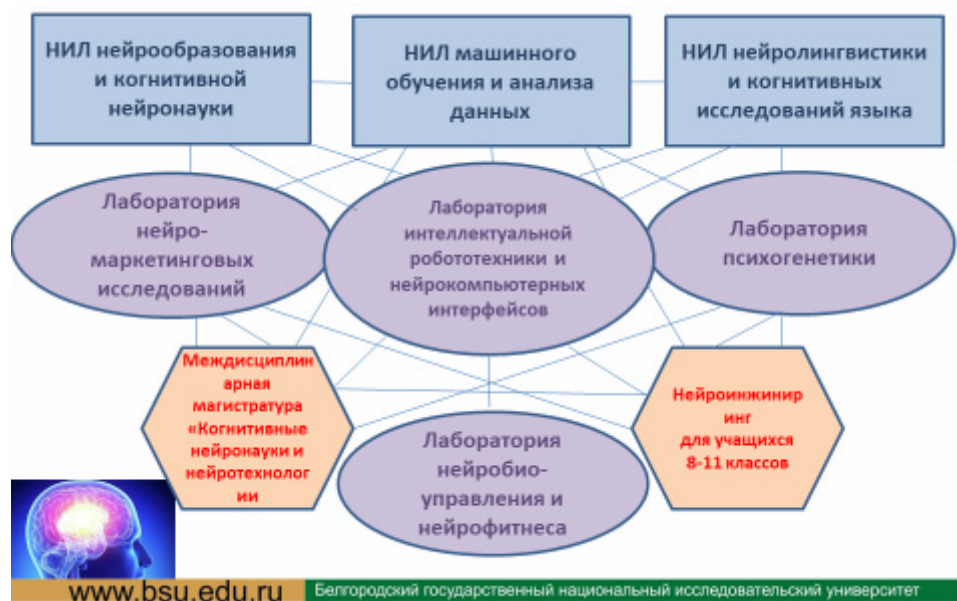 НИЛ нейрообразования
и когнитивной
нейронауки
НИЛ машинного
обучения и анализа
данных
НИЛ нейролингвистики
и когнитивных
исследований языка
Лаборатория
нейро-
маркетинговых
исследований
Лаборатория
интеллектуальной
робототехники и
нейрокомпьютерных
интерфейсов
Лаборатория
психогенетики
Междисциплин
арная
магистратура
«Когнитивные
нейронауки и
нейротехнолог
ии
Лаборатория
нейробио-
управления и
нейрофитнеса
Нейроинжинир
инг
для учащихся
8-11 классов
www.bsu.edu.ru
Белгородский государственный национальный исследовательский университет